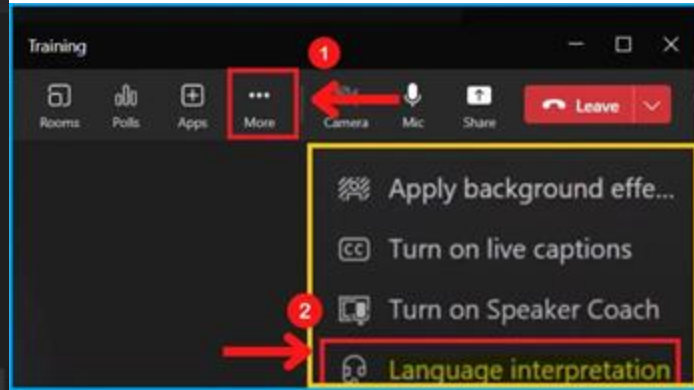 Training
1
Rooms Polls Apps More Camera Mic Share Leave
Apply background effe...
CC Turn on live captions
2 Turn on Speaker Coach
Language interpretation